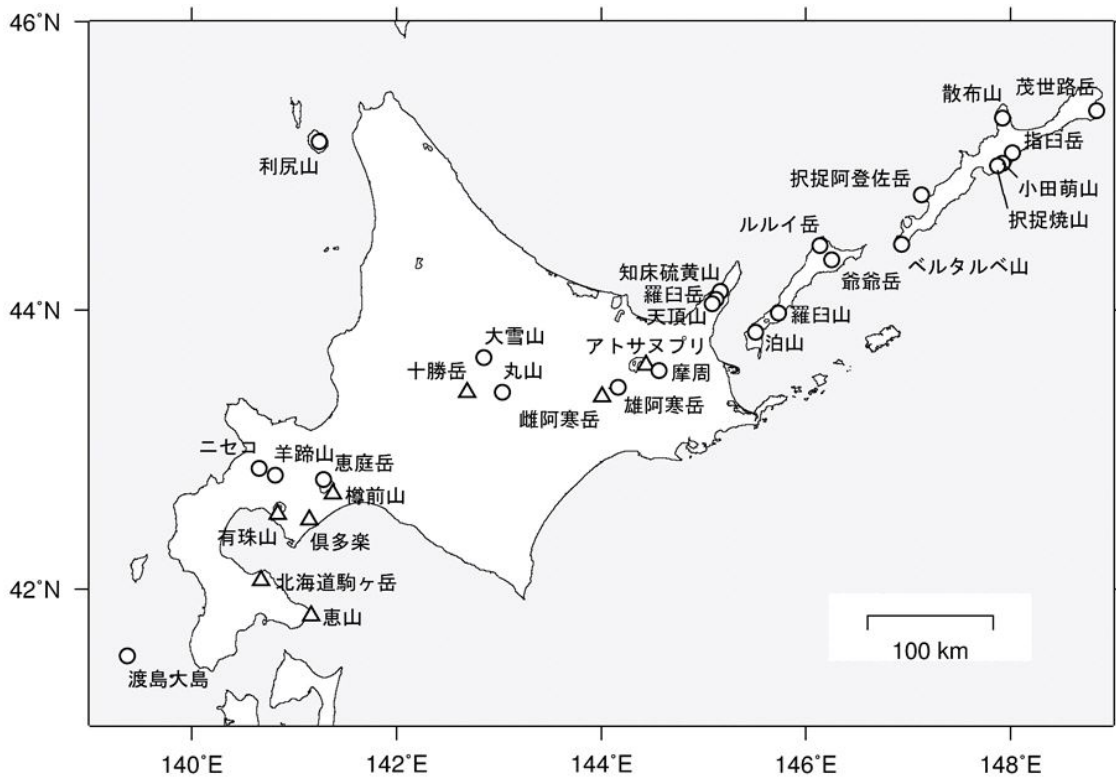 46°N
散布山
茂世路岳
指臼岳
利尻山
択捉阿登佐岳
小田萌山
択捉焼山
ルルイ岳
ベルタルベ山
知床硫黄山
爺爺岳
羅臼岳
44°N
天頂山
羅臼山
大雪山
アトサヌプリ
泊山
十勝岳
丸山
摩周
雌阿寒岳
雄阿寒岳
ニセコ
羊蹄山
恵庭岳
樽前山
有珠山
倶多楽
42°N
北海道駒ヶ岳
恵山
100 km
渡島大島
140°E
142°E
144°E
146°E
148°E